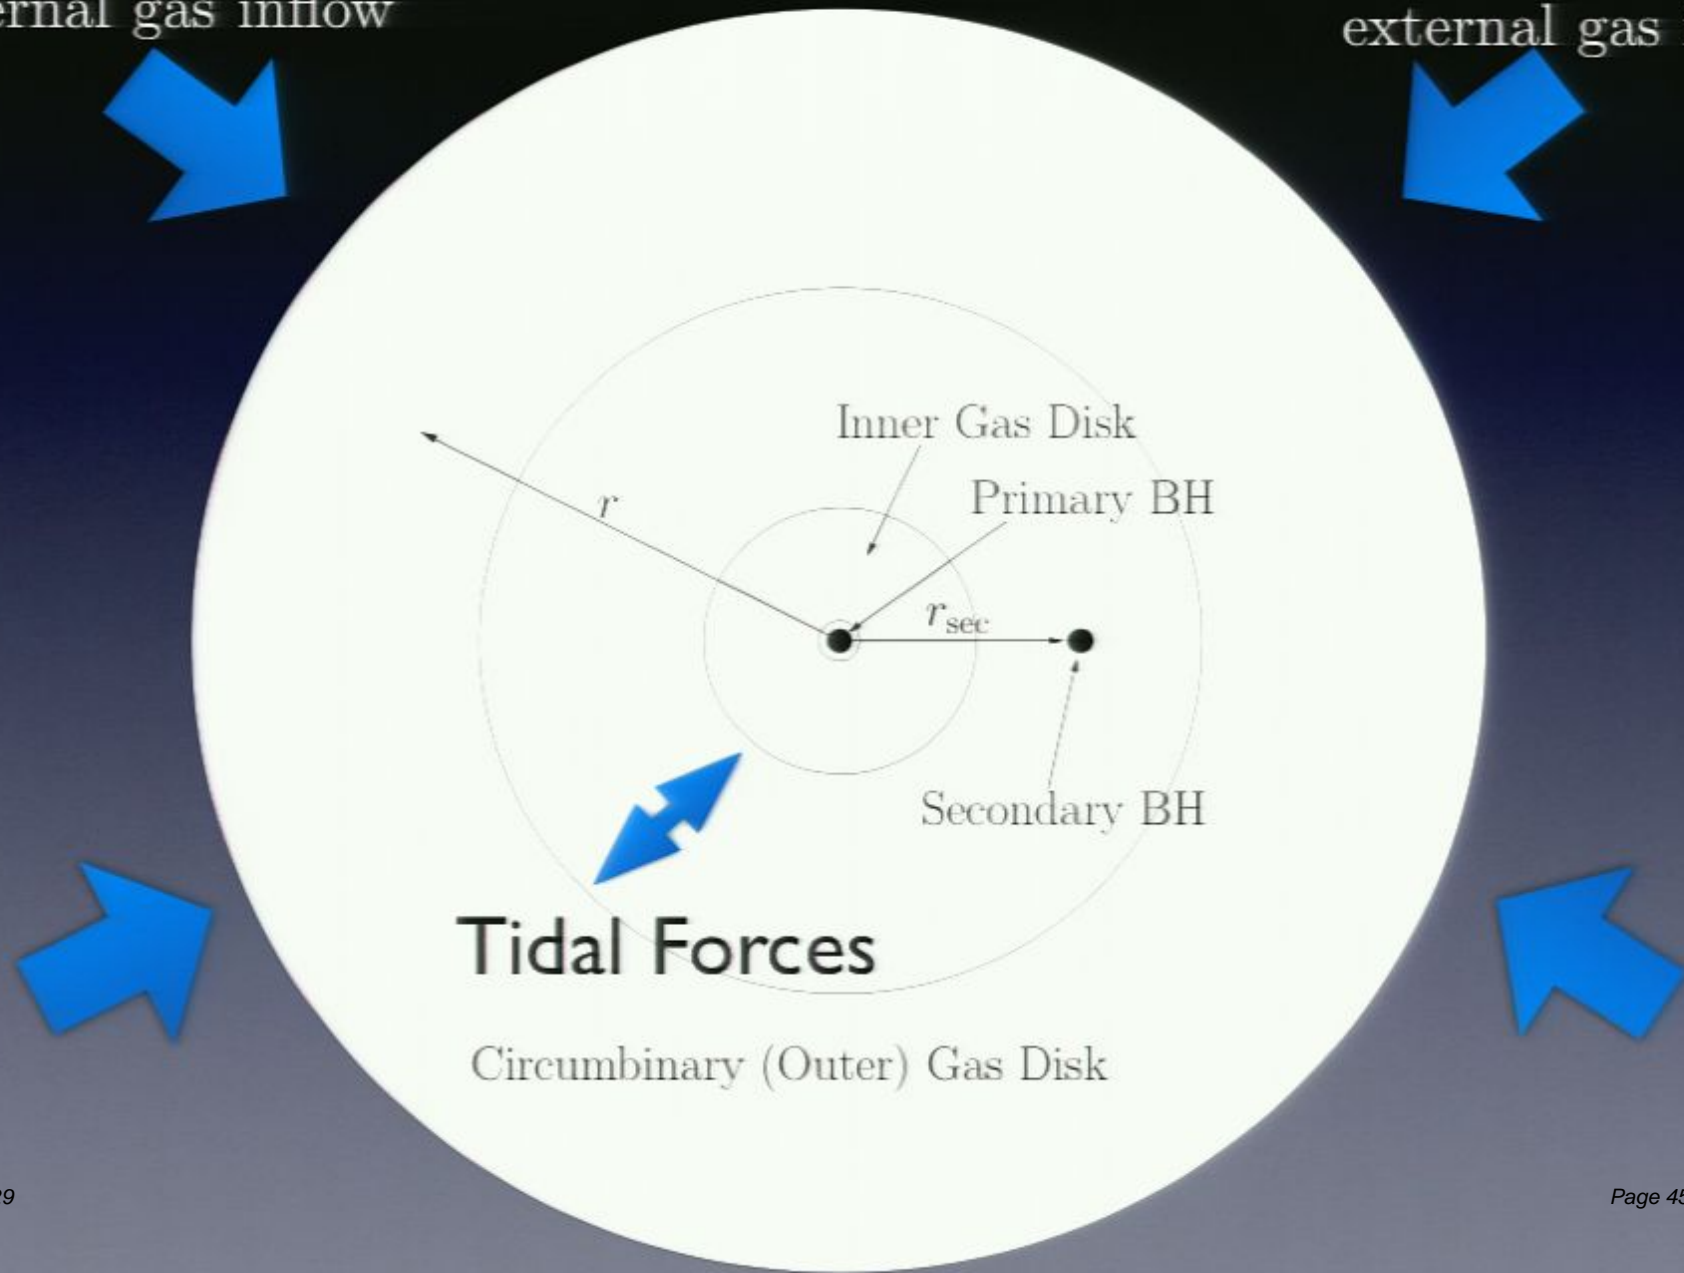 gas inflow
external gas
Inner Gas Disk
Primary BH
r
r_sec
Secondary BH
Tidal Forces
Circumbinary (Outer) Gas Disk
Page 45